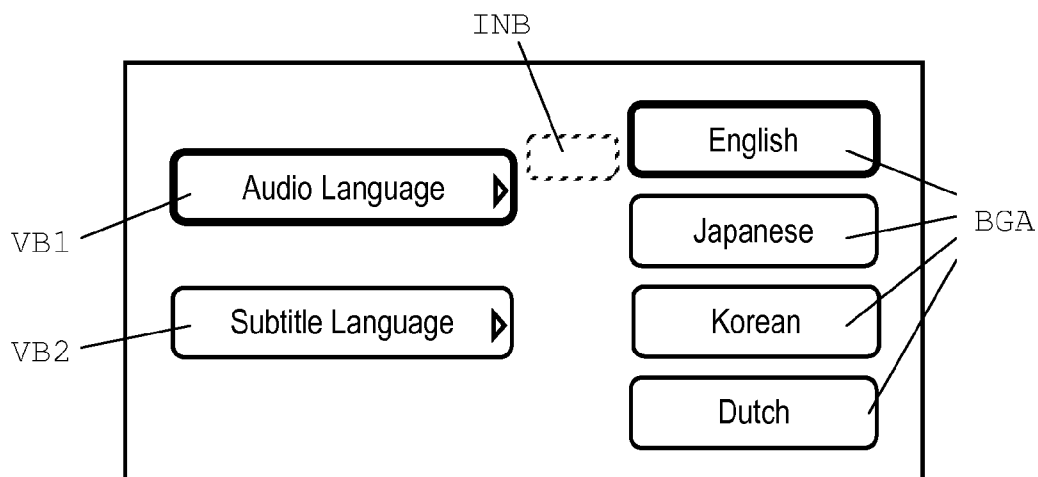 INB
English
Audio Language
Japanese
VB1
BGA
Subtitle Language
Korean
VB2
Dutch